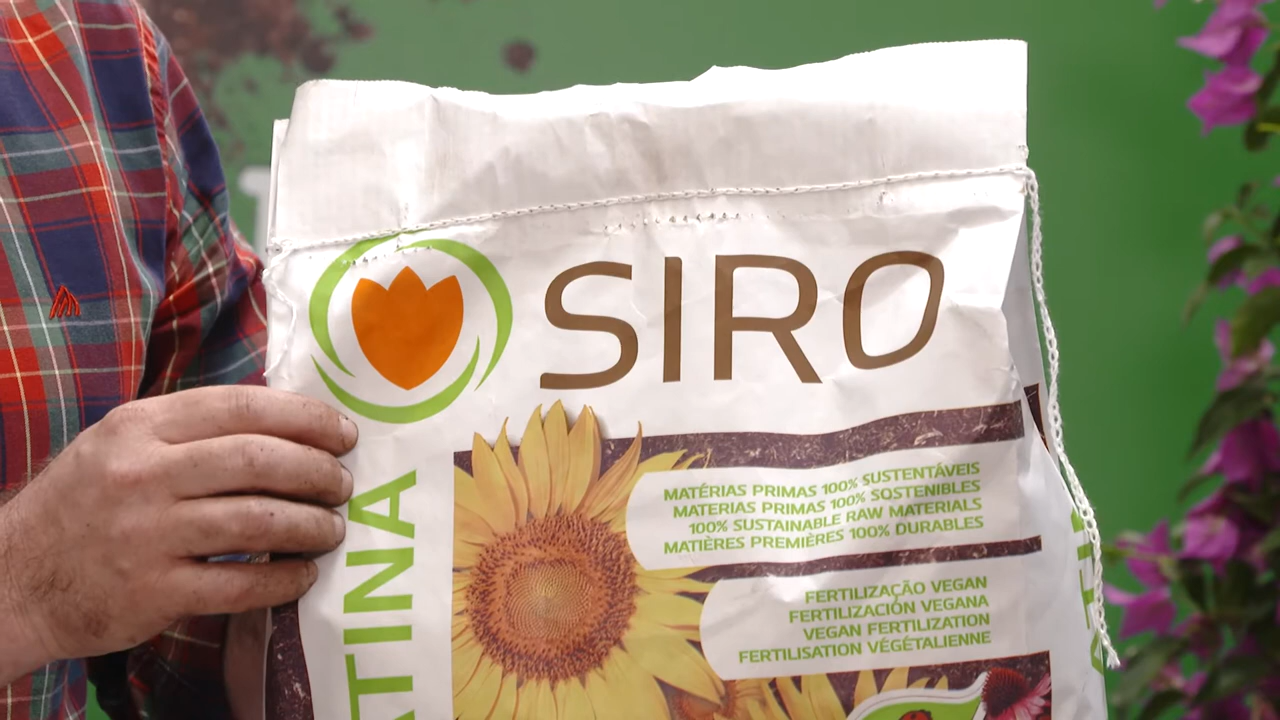 SIRO
MATÉRIAS PRIMAS 100% SUSTENTÁVEIS
MATERIAS PRIMAS 100% SOSTENIBLES
100% SUSTAINABLE RAW MATERIALS
MATIÈRES PREMIÈRES 100% DURABLES
FERTILIZAÇÃO VEGAN
FERTILIZACIÓN VEGANA
VEGAN FERTILIZATION
FERTILISATION VÉGÉTALIENNE